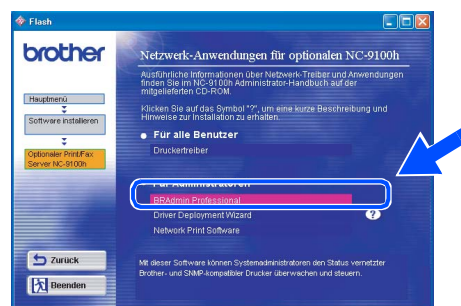 Flash
brother
Netzwerk-Anwendungen für optionalen NC-9100h
Ausführliche Informationen über Netzwerk-Treiber und Anwendungen
finden Sie im NC-9100h Administrator-Handbuch auf der
mitgelieferten CD-ROM.
Klicken Sie auf das Symbol "?", um eine kurze Beschreibung und
Hinweise zur Installation zu erhalten.
Hauptmenü
Software installieren
Optionaler Print/Fax
Server NC-9100h
Für alle Benutzer
Druckertreiber
Für Administratoren
BRAdmin Professional
Driver Deployment Wizard
?
Network Print Software
Zurück
Beenden
Mit dieser Software können Systemadministratoren den Status vernetzter
Brother- und SNMP-kompatibler Drucker überwachen und steuern.